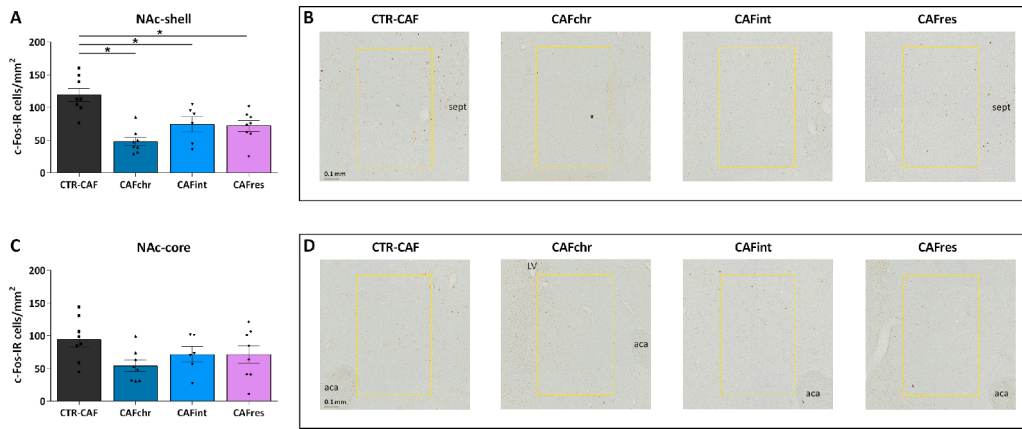 A
NAc-shell
c-Fos-IR cells/mm²
200
150
100
50
0
* 
*
*
CTR-CAF CAFchr CAFint CAFres
B
CTR-CAF CAFchr CAFint CAFres
sept sept
0.1 mm
C
NAc-core
c-Fos-IR cells/mm²
200
150
100
50
0
CTR-CAF CAFchr CAFint CAFres
D
CTR-CAF CAFchr CAFint CAFres
LV
aca
aca aca aca
0.1 mm